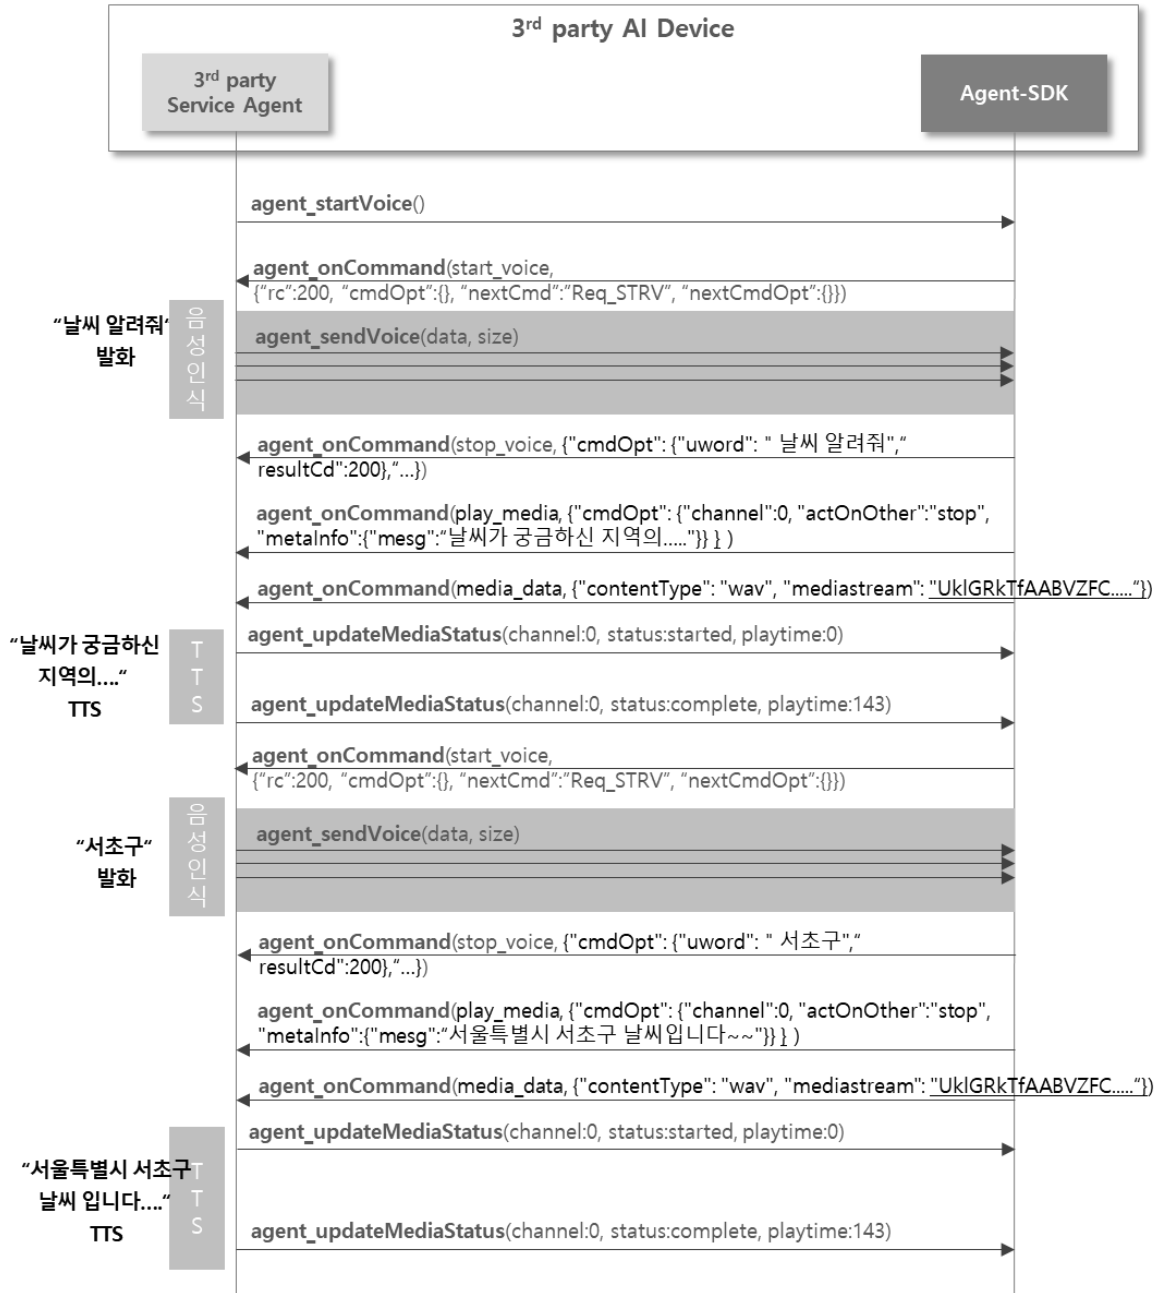 3rd party AI Device
3rd party
Service Agent
Agent-SDK
agent_startVoice()
agent_onCommand(start_voice,
{"rc":200, "cmdOpt":{}, "nextCmd":"Req_STRV", "nextCmdOpt":{}})
"날씨 알려줘"
발화
음
성
인
식
agent_sendVoice(data, size)
agent_onCommand(stop_voice, {"cmdOpt": {"uword": " 날씨 알려줘","
resultCd":200},"...})
agent_onCommand(play_media, {"cmdOpt": {"channel":0, "actOnOther":"stop",
"metaInfo":{"mesg":"날씨가 궁금하신 지역의....."}} } )
agent_onCommand(media_data, {"contentType": "wav", "mediastream": "UklGRkTfAABVZFC....."})
"날씨가 궁금하신
지역의...."
TTS
T
T
S
agent_updateMediaStatus(channel:0, status:started, playtime:0)
agent_updateMediaStatus(channel:0, status:complete, playtime:143)
agent_onCommand(start_voice,
{"rc":200, "cmdOpt":{}, "nextCmd":"Req_STRV", "nextCmdOpt":{}})
"서초구"
발화
음
성
인
식
agent_sendVoice(data, size)
agent_onCommand(stop_voice, {"cmdOpt": {"uword": " 서초구","
resultCd":200},"...})
agent_onCommand(play_media, {"cmdOpt": {"channel":0, "actOnOther":"stop",
"metaInfo":{"mesg":"서울특별시 서초구 날씨입니다~~"}} } )
agent_onCommand(media_data, {"contentType": "wav", "mediastream": "UklGRkTfAABVZFC....."})
"서울특별시 서초구
날씨 입니다...."
TTS
T
T
S
agent_updateMediaStatus(channel:0, status:started, playtime:0)
agent_updateMediaStatus(channel:0, status:complete, playtime:143)